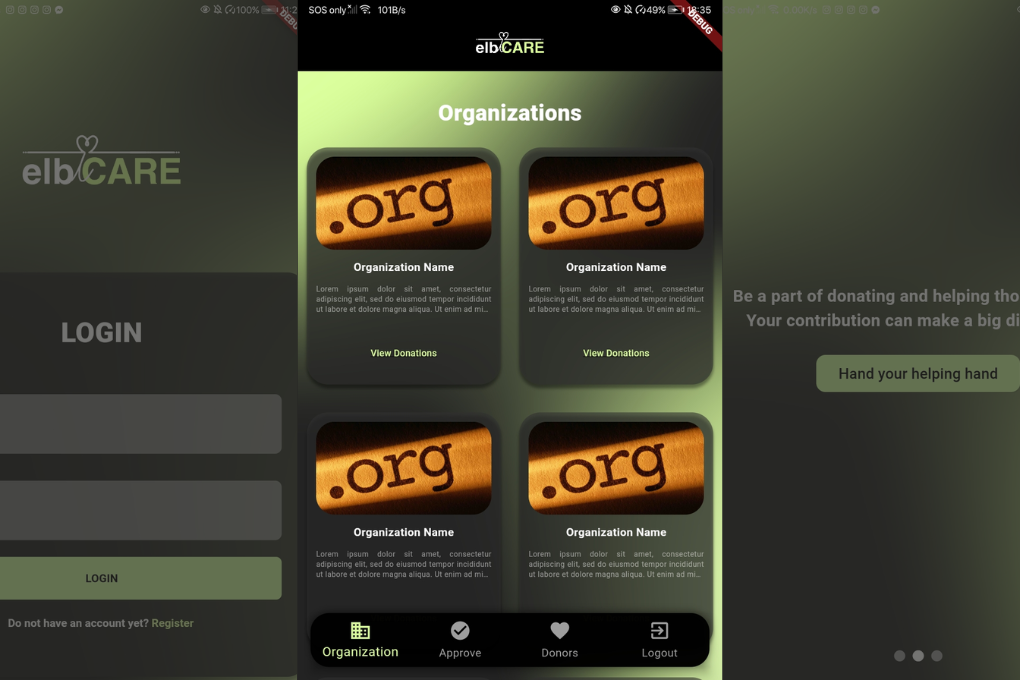 100%
elbCARE
LOGIN
LOGIN
Do not have an account yet? Register
SOS only
101B/s
49%
DEBUG
elbCARE
Organizations
.org
Organization Name
Lorem ipsum dolor sit amet, consectetur
adipiscing elit, sed do eiusmod tempor incididunt
ut labore et dolore magna aliqua. Ut enim ad mi...
View Donations
.org
Organization Name
Lorem ipsum dolor sit amet, consectetur
adipiscing elit, sed do eiusmod tempor incididunt
ut labore et dolore magna aliqua. Ut enim ad mi...
View Donations
.org
Organization Name
Lorem ipsum dolor sit amet, consectetur
adipiscing elit, sed do eiusmod tempor incididunt
ut labore et dolore magna aliqua. Ut enim ad mi...
.org
Organization Name
Lorem ipsum dolor sit amet, consectetur
adipiscing elit, sed do eiusmod tempor incididunt
ut labore et dolore magna aliqua. Ut enim ad mi...
Organization
Approve
Donors
Logout
Be a part of donating and helping tho
Your contribution can make a big di
Hand your helping hand